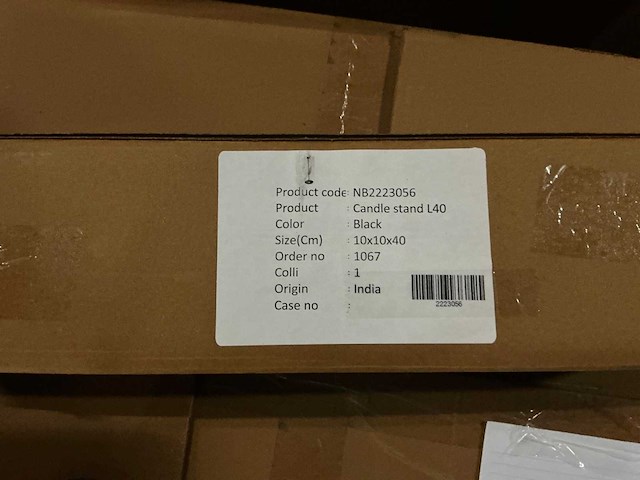 Product code: NB2223056
Product : Candle stand L40
Color : Black
Size(Cm) : 10x10x40
Order no : 1067
Colli : 1
Origin : India
Case no :
2223056